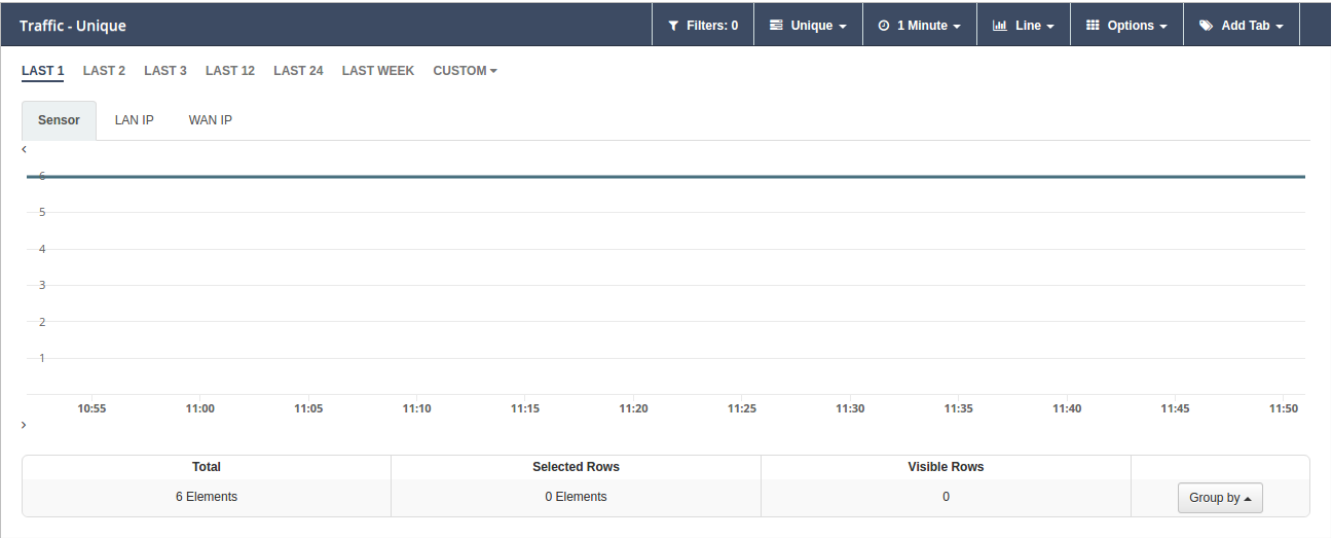 Traffic - Unique Filters: 0 Unique 1 Minute Line Options Add Tab
LAST 1 LAST 2 LAST 3 LAST 12 LAST 24 LAST WEEK CUSTOM
Sensor LAN IP WAN IP
6
5
4
3
2
1
10:55 11:00 11:05 11:10 11:15 11:20 11:25 11:30 11:35 11:40 11:45 11:50
Total Selected Rows Visible Rows
6 Elements 0 Elements 0 Group by